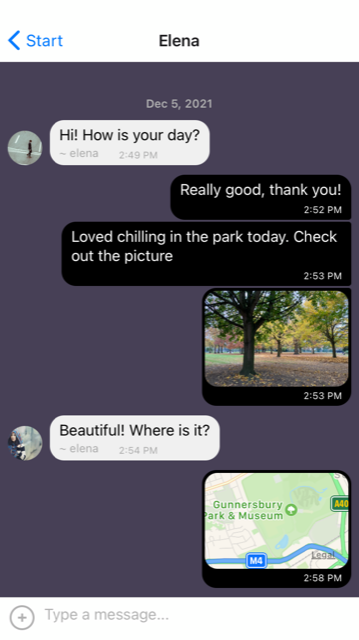 Start
Elena
Dec 5, 2021
Hi! How is your day?
~ elena 2:49 PM
Really good, thank you!
2:52 PM
Loved chilling in the park today. Check
out the picture
2:53 PM
2:53 PM
Beautiful! Where is it?
~ elena 2:54 PM
A40
Gunnersbury
Park & Museum
M4
Legal
2:58 PM
Type a message...